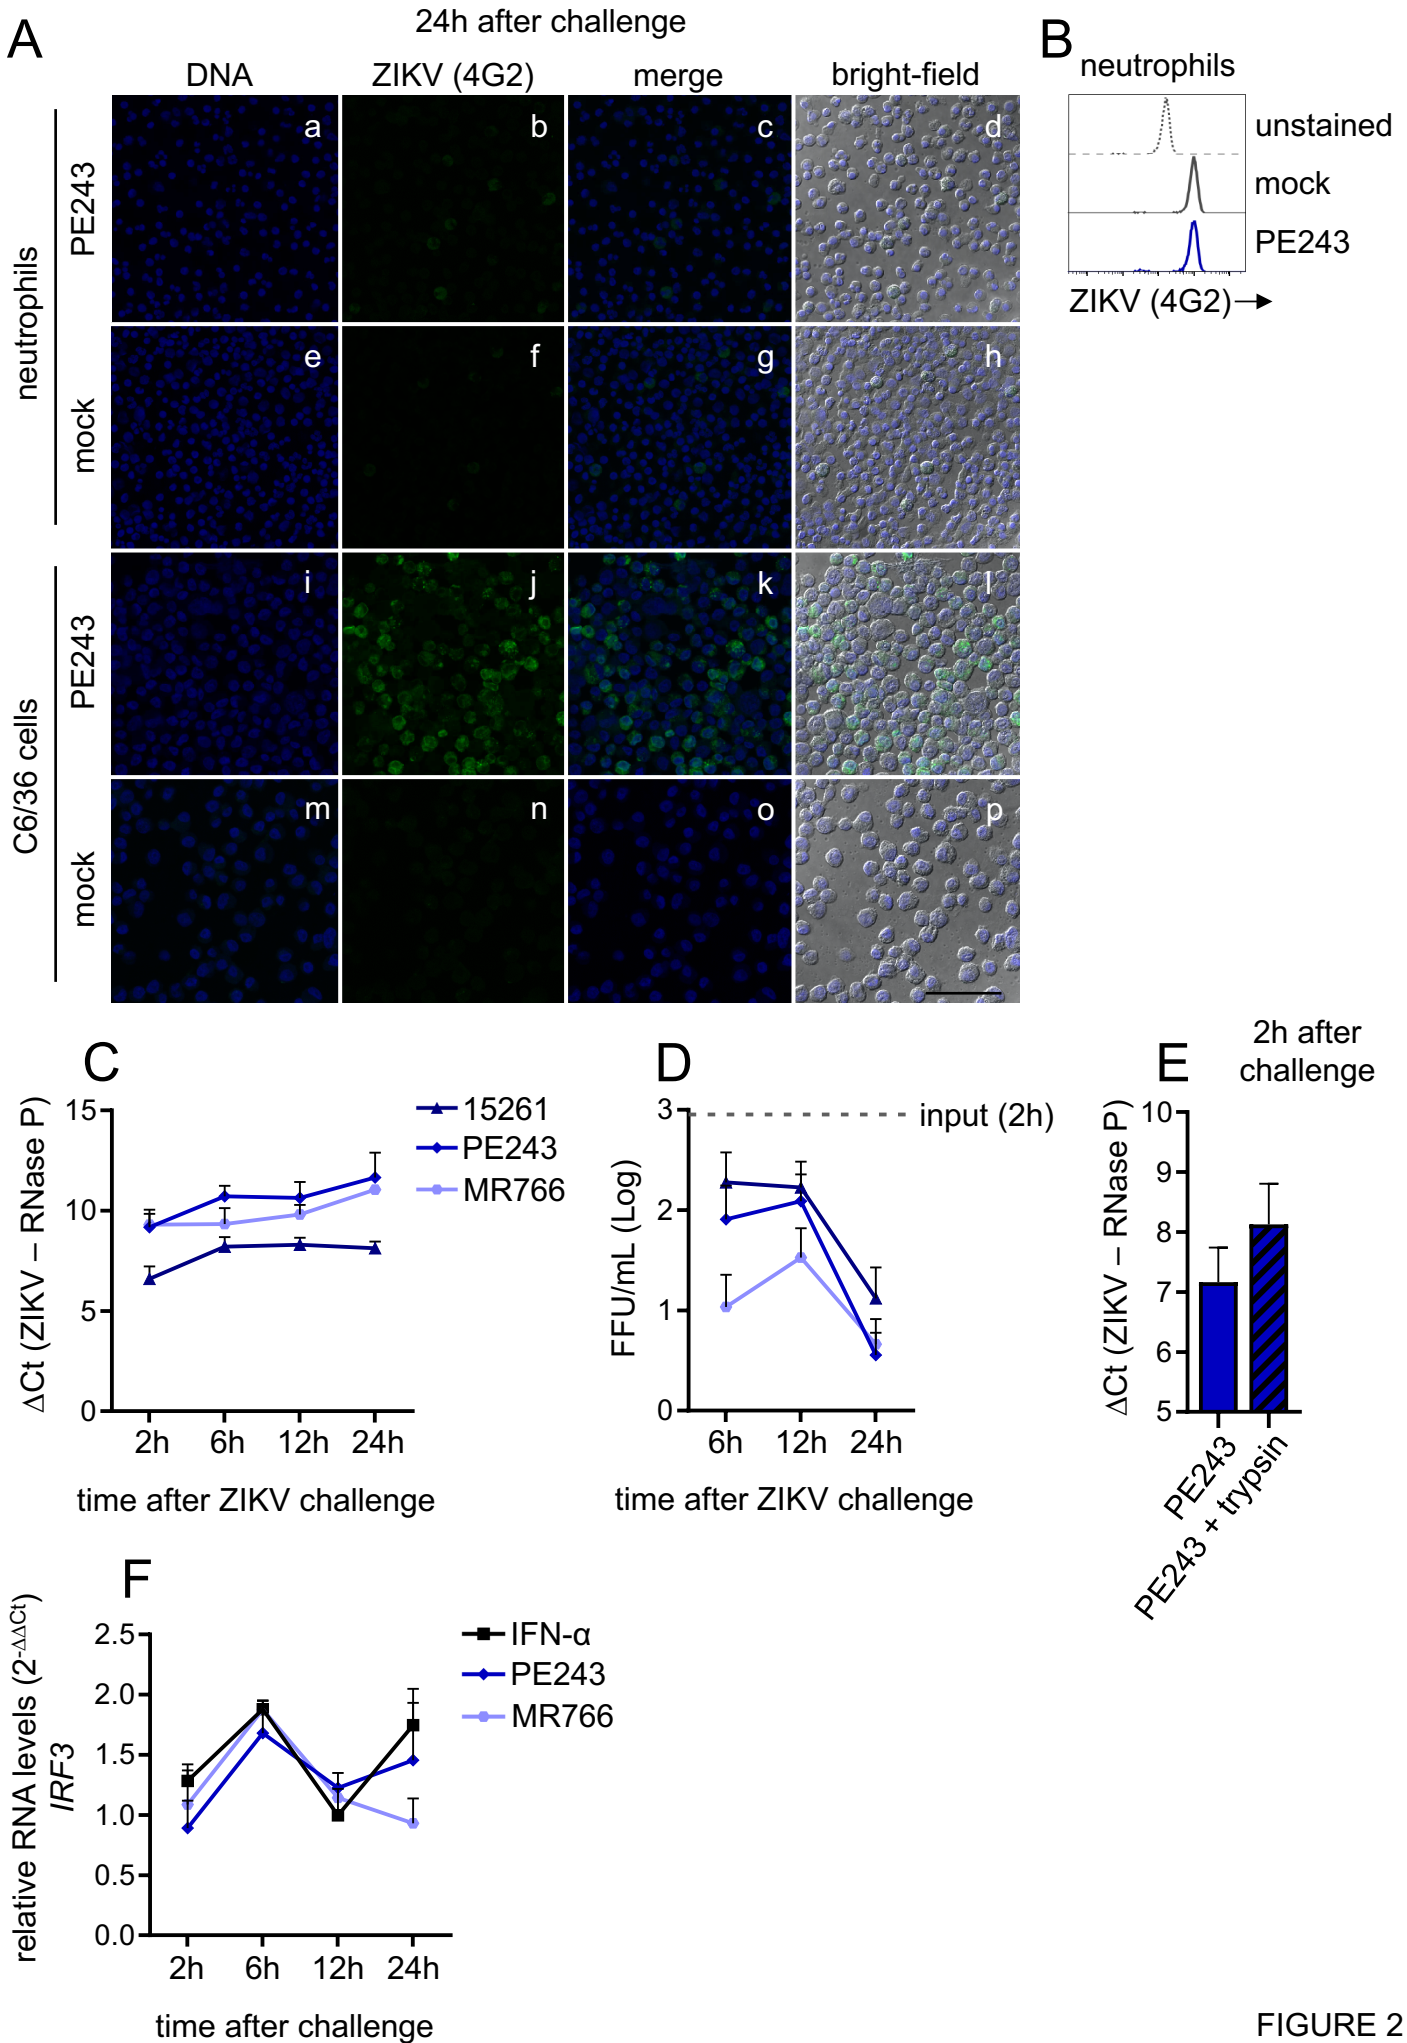 A
24h after challenge
DNA
ZIKV (4G2)
merge
bright-field
neutrophils
PE243
a
b
c
d
mock
e
f
g
h
C6/36 cells
PE243
i
j
k
l
mock
m
n
o
p
B
neutrophils
unstained
mock
PE243
ZIKV (4G2)
C
ΔCt (ZIKV – RNase P)
15
10
5
0
2h
6h
12h
24h
time after ZIKV challenge
15261
PE243
MR766
D
FFU/mL (Log)
3
2
1
0
input (2h)
6h
12h
24h
time after ZIKV challenge
E
2h after
challenge
ΔCt (ZIKV – RNase P)
10
9
8
7
6
5
PE243
PE243 + trypsin
F
relative RNA levels (2^-ΔΔCt)
IRF3
2.5
2.0
1.5
1.0
0.5
0.0
2h
6h
12h
24h
time after challenge
IFN-α
PE243
MR766
FIGURE 2